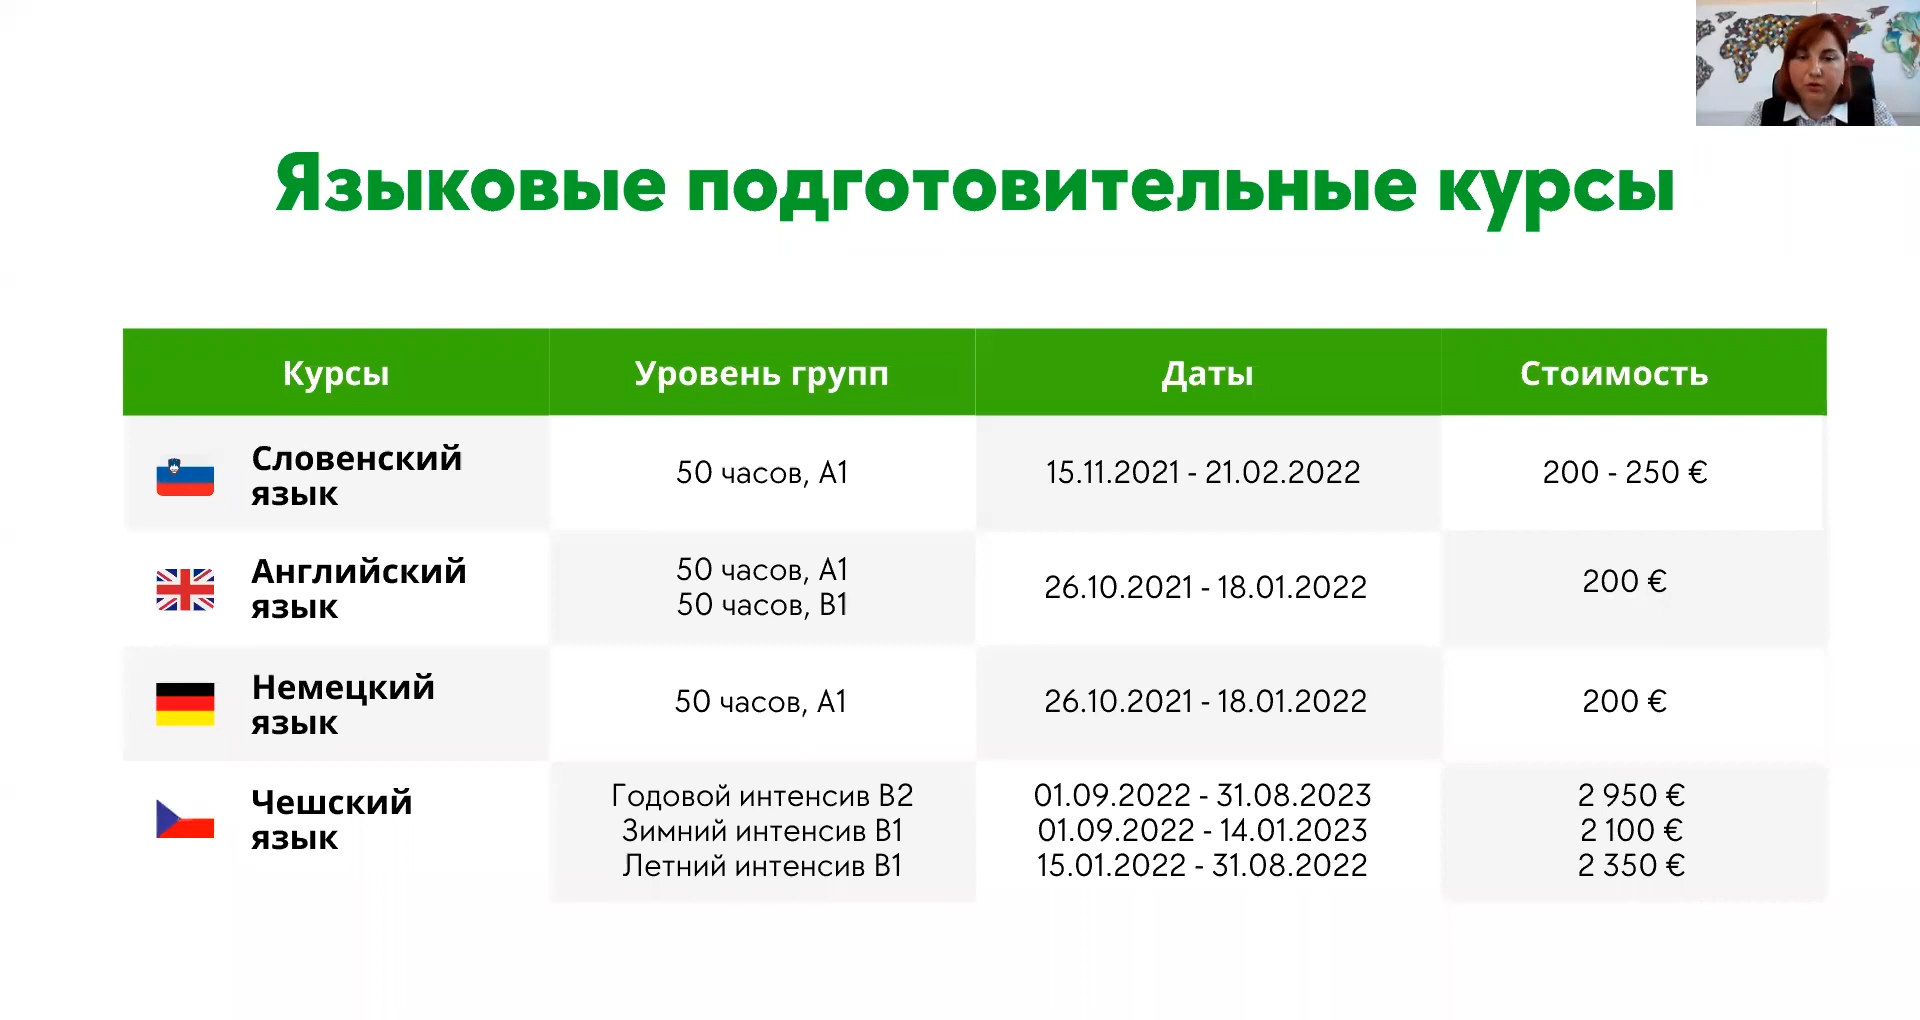 Языковые подготовительные курсы
Курсы Уровень групп Даты Стоимость
Словенский
язык
50 часов, A1
15.11.2021 - 21.02.2022
200 - 250 €
Английский
язык
50 часов, A1
50 часов, B1
26.10.2021 - 18.01.2022
200 €
Немецкий
язык
50 часов, A1
26.10.2021 - 18.01.2022
200 €
Чешский
язык
Годовой интенсив B2
Зимний интенсив B1
Летний интенсив B1
01.09.2022 - 31.08.2023
01.09.2022 - 14.01.2023
15.01.2022 - 31.08.2022
2 950 €
2 100 €
2 350 €